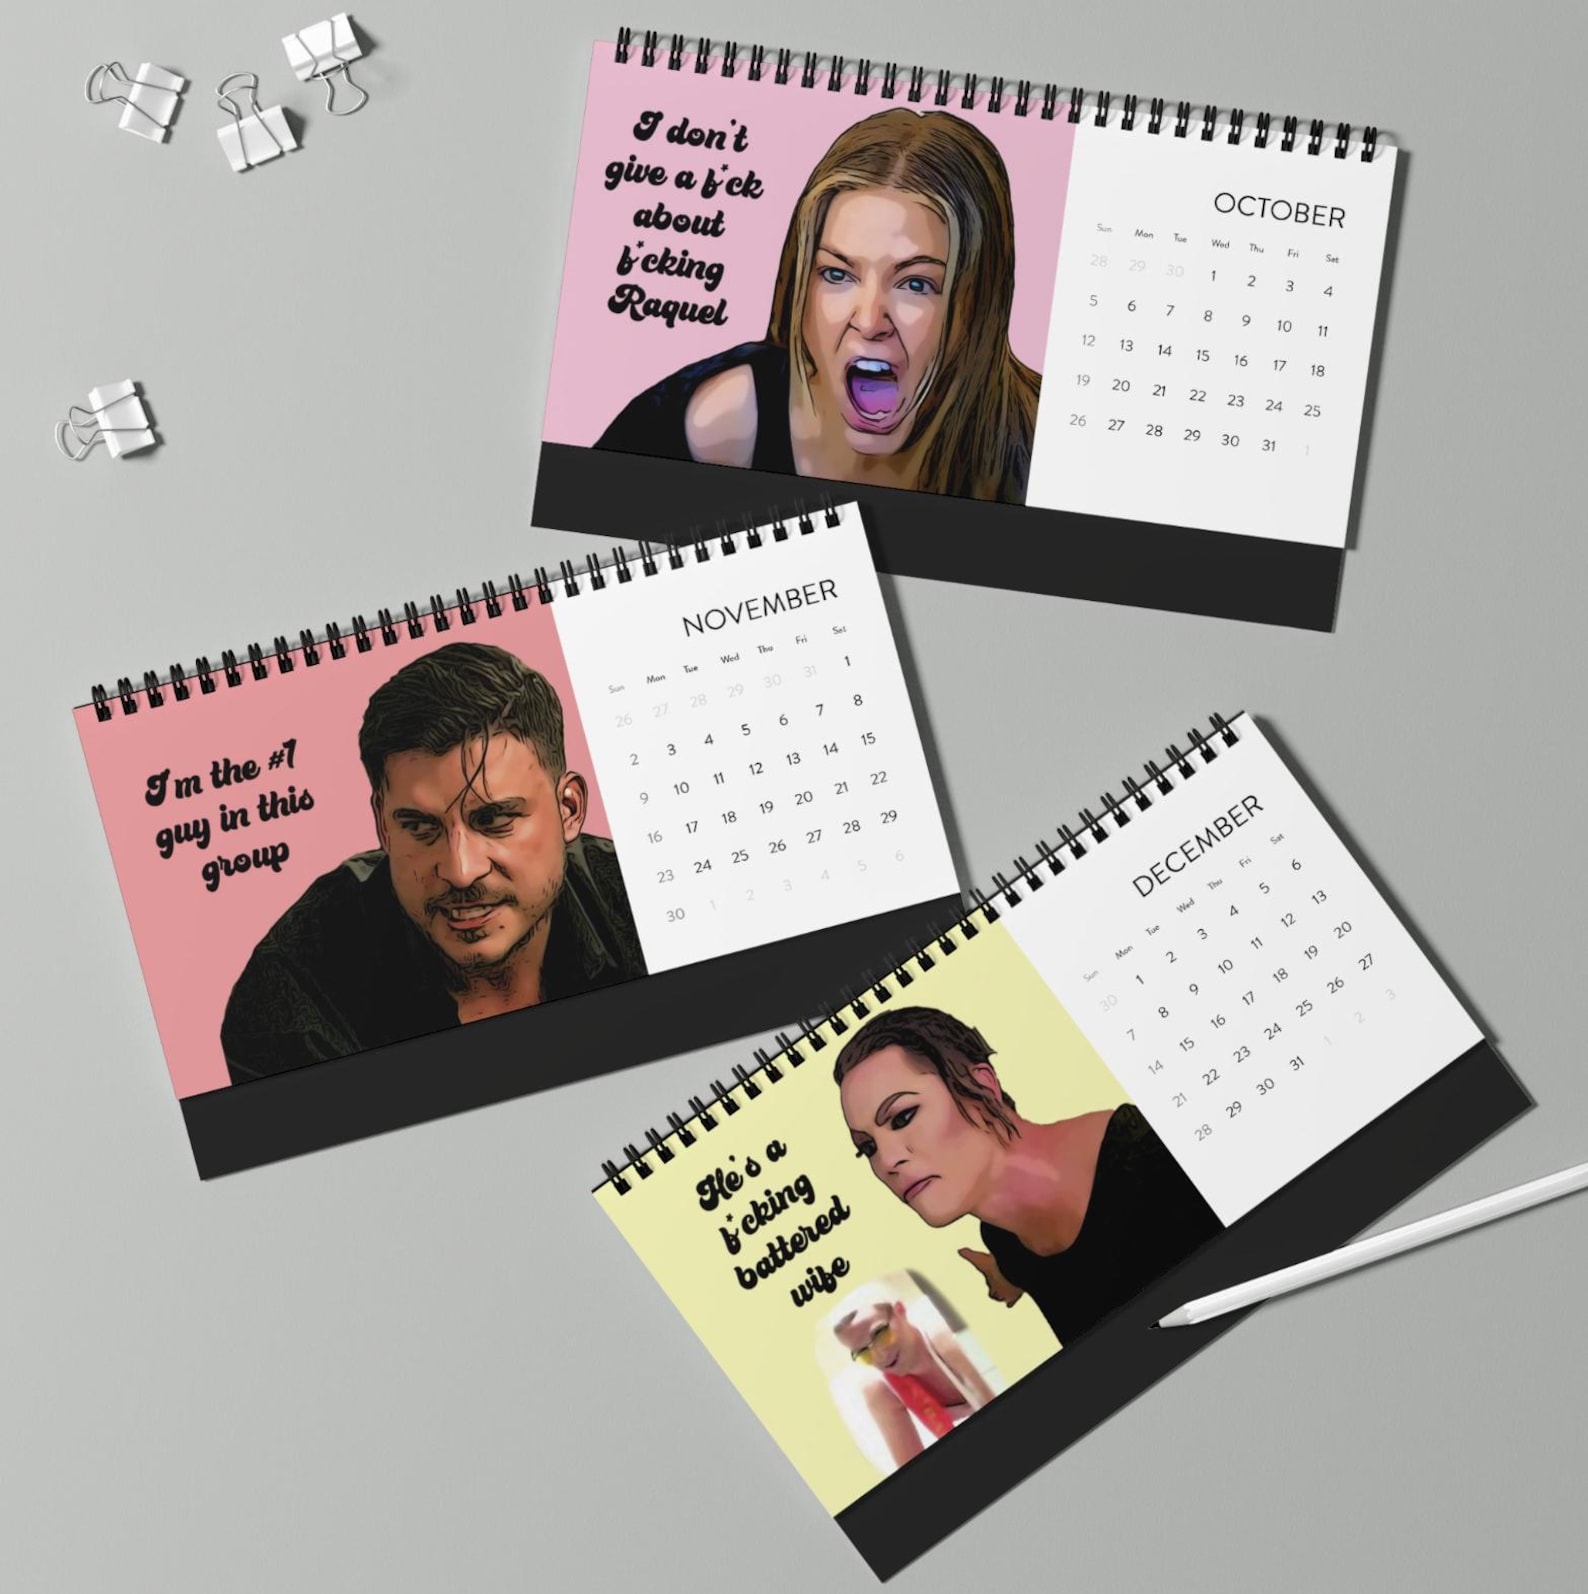 I don't
give a f*ck
about
f*cking
Raquel
OCTOBER
Sun Mon Tue Wed Thu Fri Sat
28 29 30 1 2 3 4
5 6 7 8 9 10 11
12 13 14 15 16 17 18
19 20 21 22 23 24 25
26 27 28 29 30 31 1
I'm the #1
guy in this
group
NOVEMBER
Sun Mon Tue Wed Thu Fri Sat
26 27 28 29 30 31 1
2 3 4 5 6 7 8
9 10 11 12 13 14 15
16 17 18 19 20 21 22
23 24 25 26 27 28 29
30 1 2 3 4 5 6
He's a
f*cking
battered
wife
DECEMBER
Sun Mon Tue Wed Thu Fri Sat
30 1 2 3 4 5 6
7 8 9 10 11 12 13
14 15 16 17 18 19 20
21 22 23 24 25 26 27
28 29 30 31 1 2 3